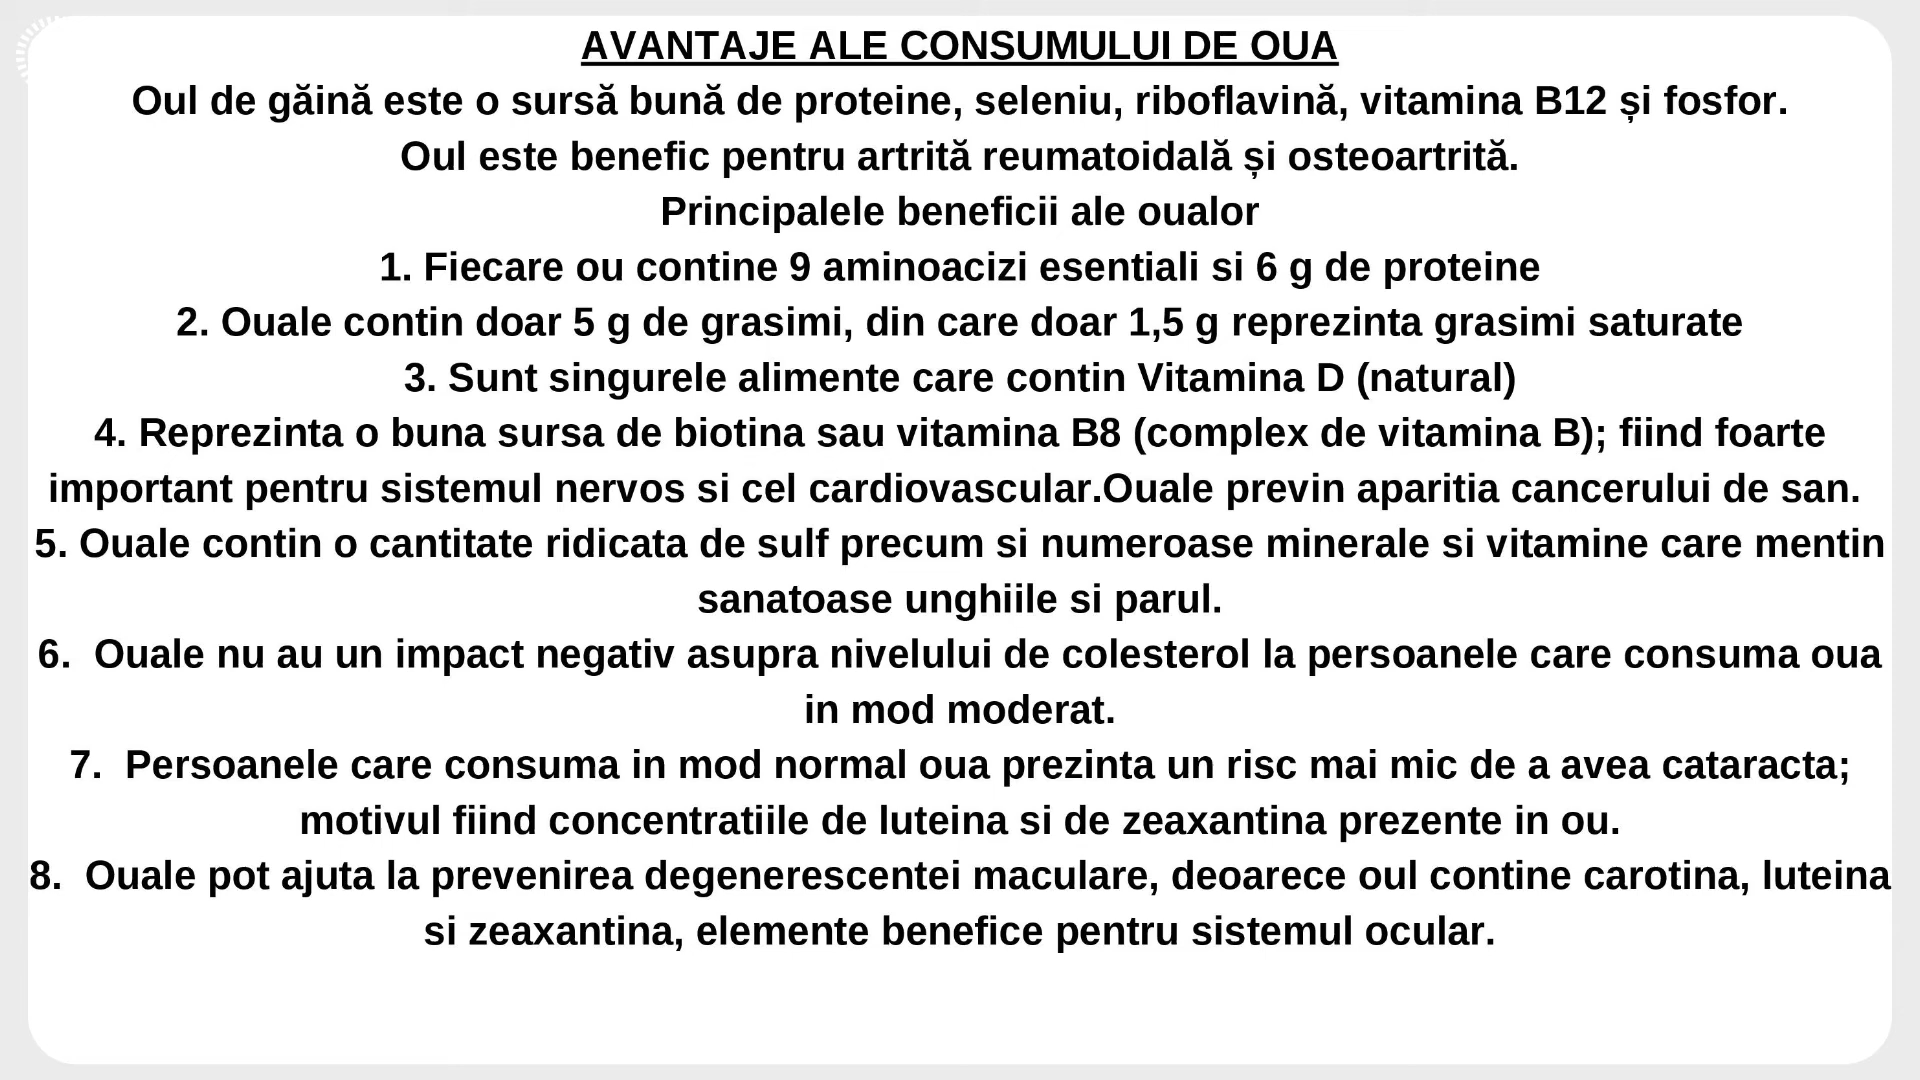 AVANTAJE ALE CONSUMULUI DE OUA
Oul de găină este o sursă bună de proteine, seleniu, riboflavină, vitamina B12 și fosfor.
Oul este benefic pentru artrită reumatoidală și osteoartrită.
Principalele beneficii ale oualor
1. Fiecare ou contine 9 aminoacizi esentiali si 6 g de proteine
2. Ouale contin doar 5 g de grasimi, din care doar 1,5 g reprezinta grasimi saturate
3. Sunt singurele alimente care contin Vitamina D (natural)
4. Reprezinta o buna sursa de biotina sau vitamina B8 (complex de vitamina B); fiind foarte
important pentru sistemul nervos si cel cardiovascular.Ouale previn aparitia cancerului de san.
5. Ouale contin o cantitate ridicata de sulf precum si numeroase minerale si vitamine care mentin
sanatoase unghiile si parul.
6.  Ouale nu au un impact negativ asupra nivelului de colesterol la persoanele care consuma oua
in mod moderat.
7.  Persoanele care consuma in mod normal oua prezinta un risc mai mic de a avea cataracta;
motivul fiind concentratiile de luteina si de zeaxantina prezente in ou.
8.  Ouale pot ajuta la prevenirea degenerescentei maculare, deoarece oul contine carotina, luteina
si zeaxantina, elemente benefice pentru sistemul ocular.